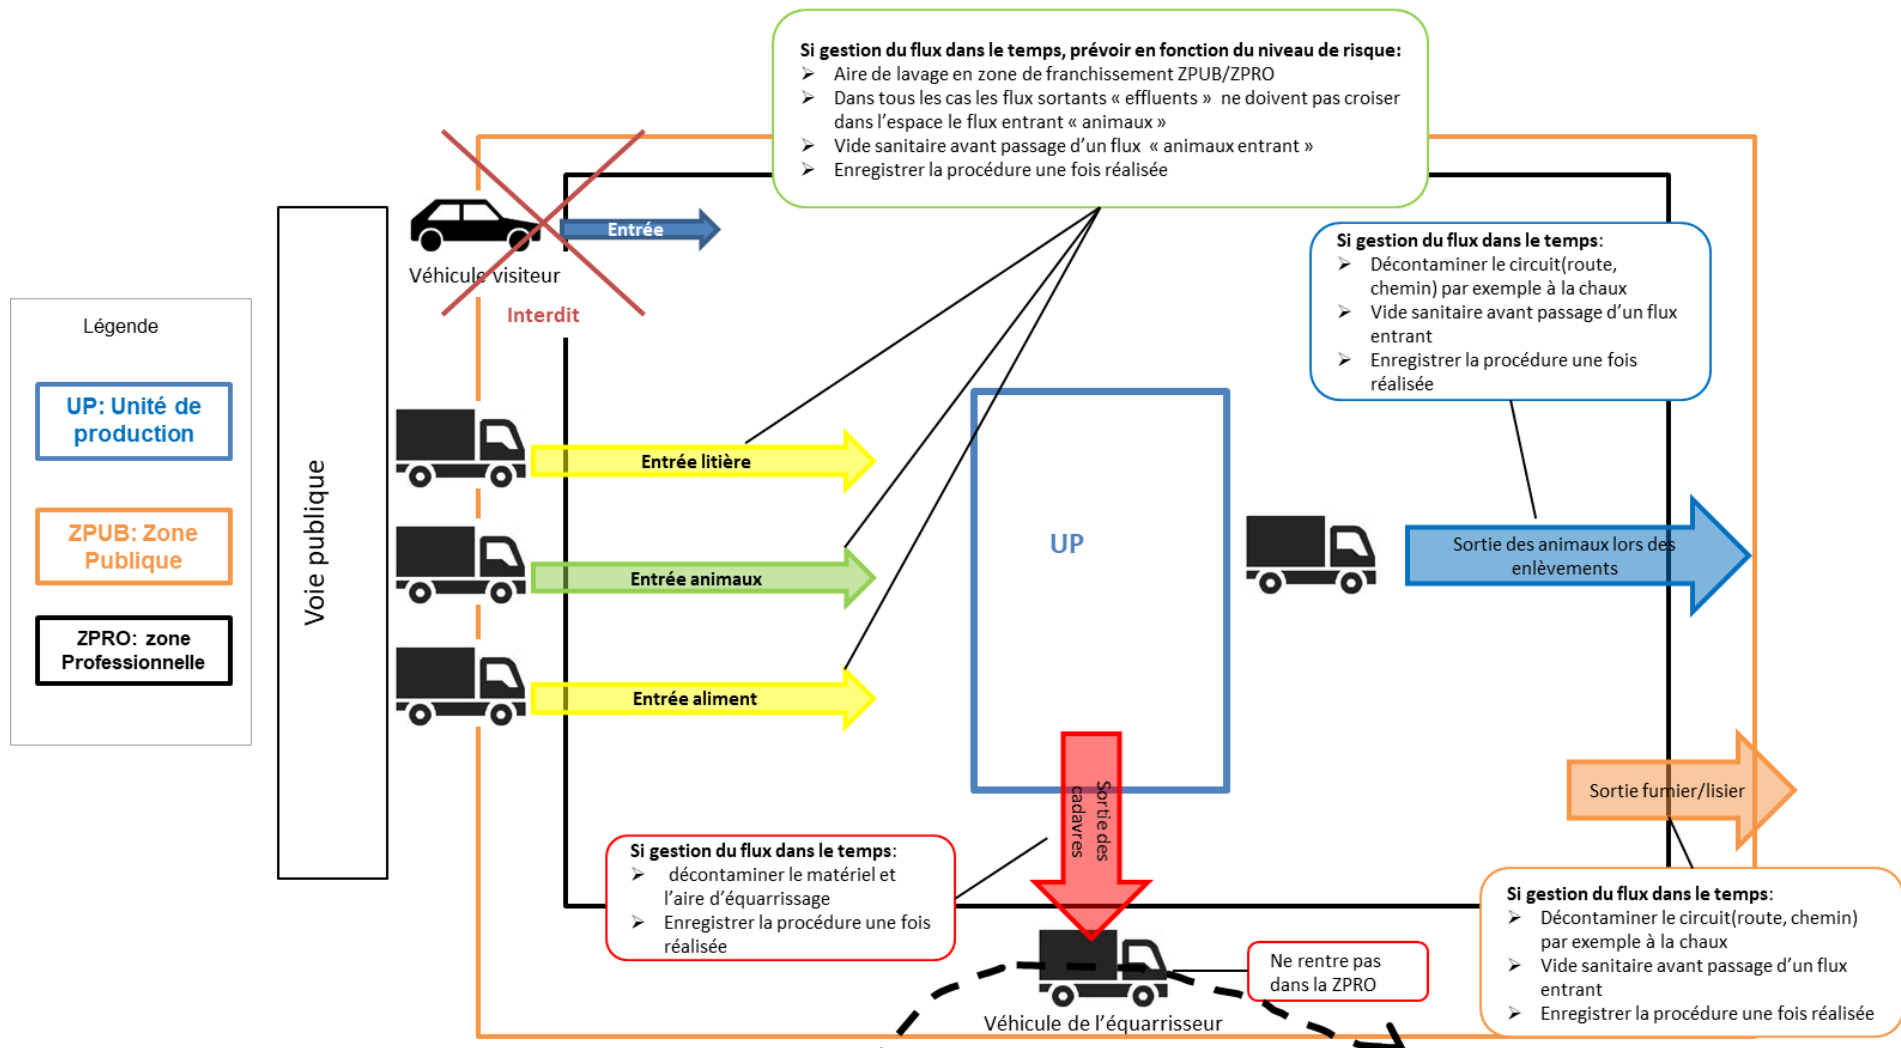 Si gestion du flux dans le temps, prévoir en fonction du niveau de risque:
➢ Aire de lavage en zone de franchissement ZPUB/ZPRO
➢ Dans tous les cas les flux sortants « effluents » ne doivent pas croiser
dans l’espace le flux entrant « animaux »
➢ Vide sanitaire avant passage d’un flux « animaux entrant »
➢ Enregistrer la procédure une fois réalisée
Entrée
Véhicule visiteur
Interdit
Si gestion du flux dans le temps:
➢ Décontaminer le circuit(route,
chemin) par exemple à la chaux
➢ Vide sanitaire avant passage d’un flux
entrant
➢ Enregistrer la procédure une fois
réalisée
Légende
UP: Unité de
production
ZPUB: Zone
Publique
ZPRO: zone
Professionnelle
Voie publique
Entrée litière
Entrée animaux
Entrée aliment
UP
Sortie des animaux lors des
enlèvements
Sortie fumier/lisier
Sortie des
cadavres
Si gestion du flux dans le temps:
➢ décontaminer le matériel et
l’aire d’équarrissage
➢ Enregistrer la procédure une fois
réalisée
Ne rentre pas
dans la ZPRO
Véhicule de l’équarrisseur
Si gestion du flux dans le temps:
➢ Décontaminer le circuit(route, chemin)
par exemple à la chaux
➢ Vide sanitaire avant passage d’un flux
entrant
➢ Enregistrer la procédure une fois réalisée